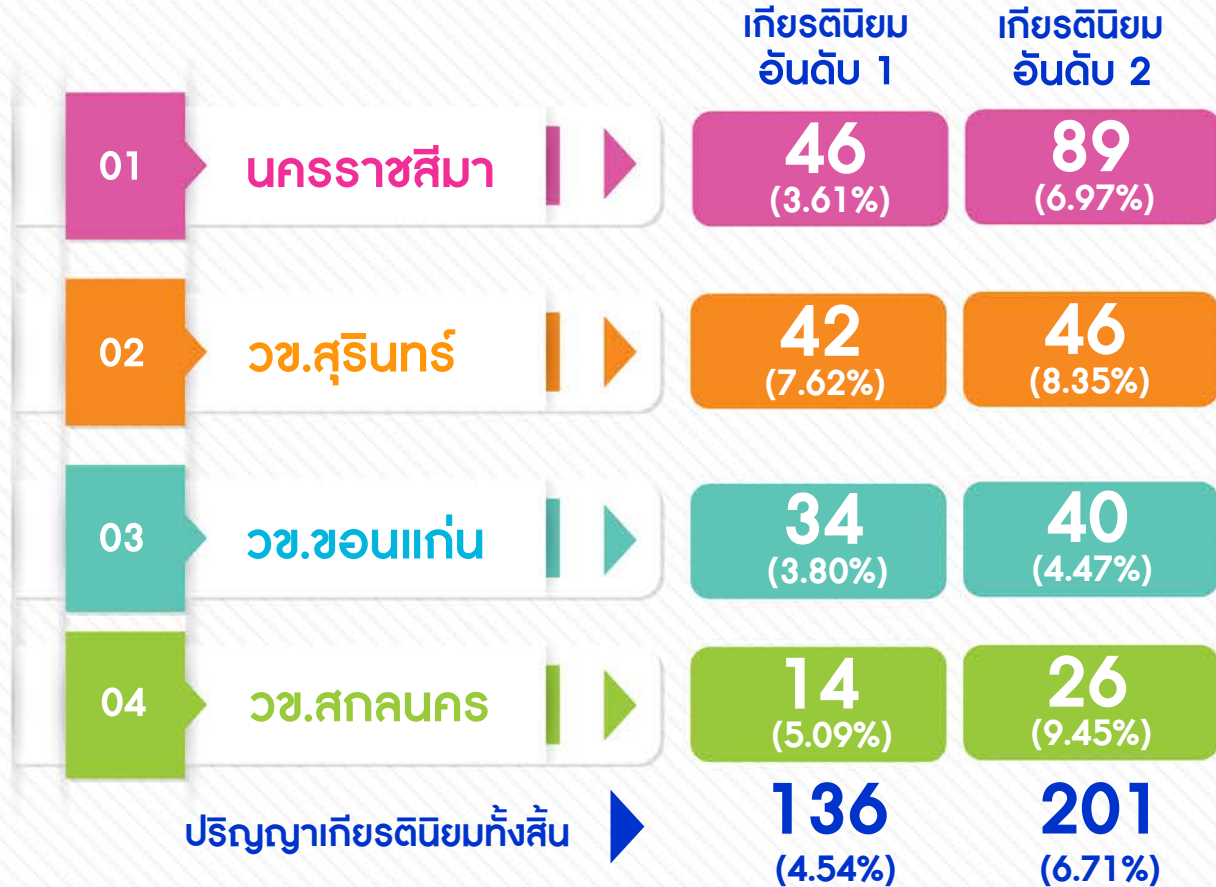 เกียรตินิยม เกียรตินิยม
อันดับ 1 อันดับ 2
01 นครราชสีมา 46 89
(3.61%) (6.97%)
02 วข.สุรินทร์ 42 46
(7.62%) (8.35%)
03 วข.ขอนแก่น 34 40
(3.80%) (4.47%)
04 วข.สกลนคร 14 26
(5.09%) (9.45%)
ปริญญาเกียรตินิยมทั้งสิ้น 136 201
(4.54%) (6.71%)